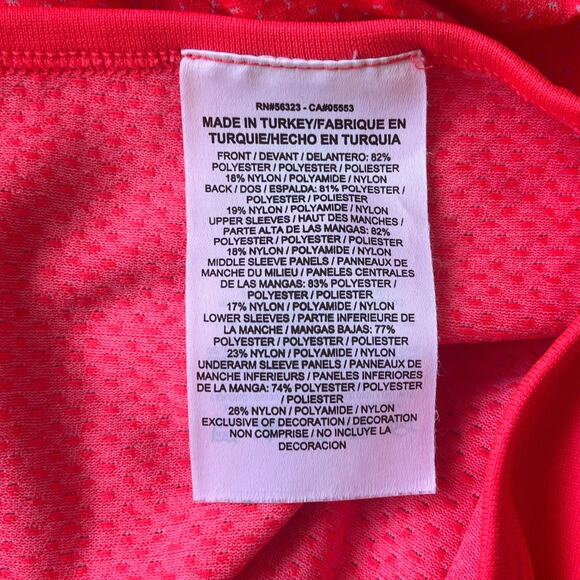 RN#56323 - CA#05553
MADE IN TURKEY/FABRIQUE EN
TURQUIE/HECHO EN TURQUIA
FRONT / DEVANT / DELANTERO: 82%
POLYESTER / POLYESTER / POLIESTER
18% NYLON / POLYAMIDE / NYLON
BACK / DOS / ESPALDA: 81% POLYESTER /
POLYESTER / POLIESTER
19% NYLON / POLYAMIDE / NYLON
UPPER SLEEVES / HAUT DES MANCHES /
PARTE ALTA DE LAS MANGAS: 82%
POLYESTER / POLYESTER / POLIESTER
18% NYLON / POLYAMIDE / NYLON
MIDDLE SLEEVE PANELS / PANNEAUX DE
MANCHE DU MILIEU / PANELES CENTRALES
DE LAS MANGAS: 83% POLYESTER /
POLYESTER / POLIESTER
17% NYLON / POLYAMIDE / NYLON
LOWER SLEEVES / PARTIE INFERIEURE DE
LA MANCHE / MANGAS BAJAS: 77%
POLYESTER / POLYESTER / POLIESTER
23% NYLON / POLYAMIDE / NYLON
UNDERARM SLEEVE PANELS / PANNEAUX DE
MANCHE INFERIEURS / PANELES INFERIORES
DE LA MANGA: 74% POLYESTER / POLYESTER
/ POLIESTER
26% NYLON / POLYAMIDE / NYLON
EXCLUSIVE OF DECORATION / DECORATION
NON COMPRISE / NO INCLUYE LA
DECORACION